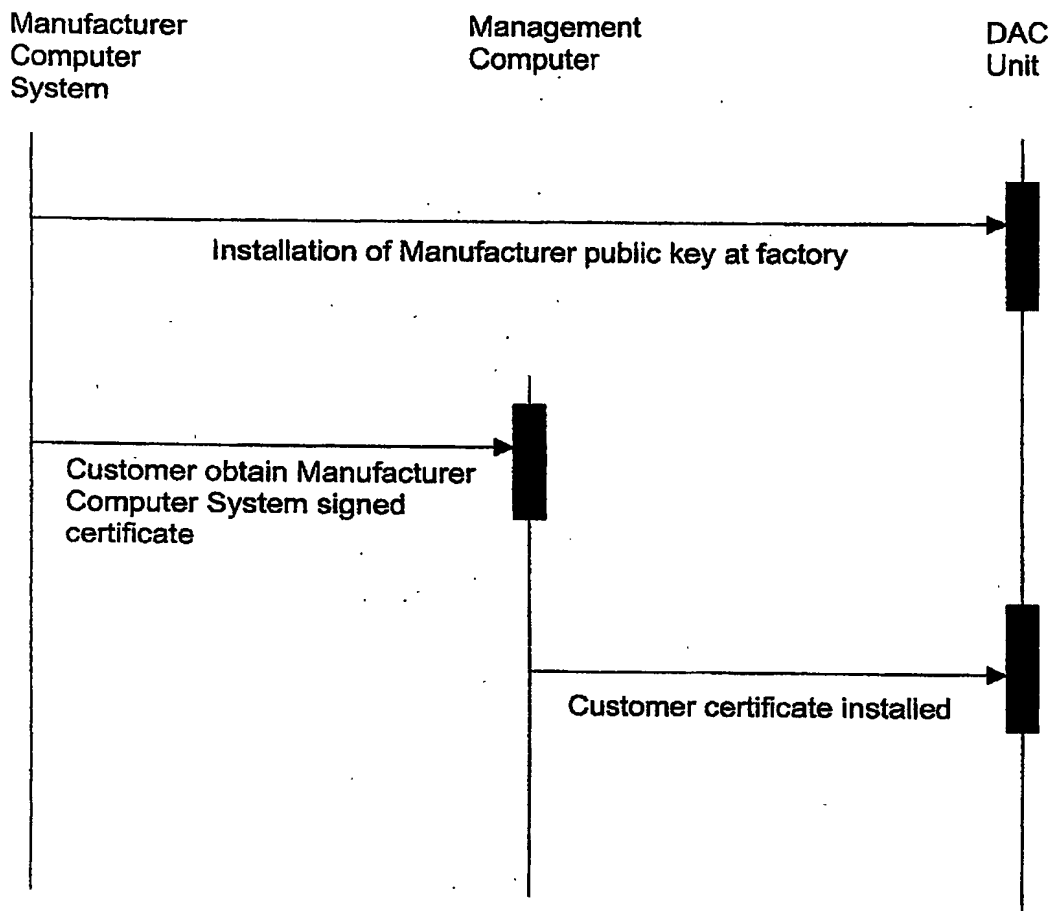 Manufacturer
Computer
System
Management
Computer
DAC
Unit
Installation of Manufacturer public key at factory
Customer obtain Manufacturer
Computer System signed
certificate
Customer certificate installed